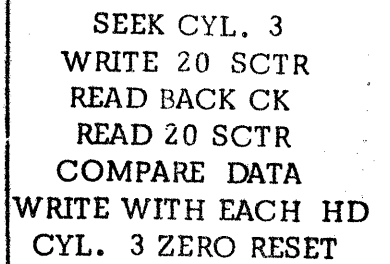 SEEK CYL. 3
WRITE 20 SCTR
READ BACK CK
READ 20 SCTR
COMPARE DATA
WRITE WITH EACH HD
CYL. 3 ZERO RESET